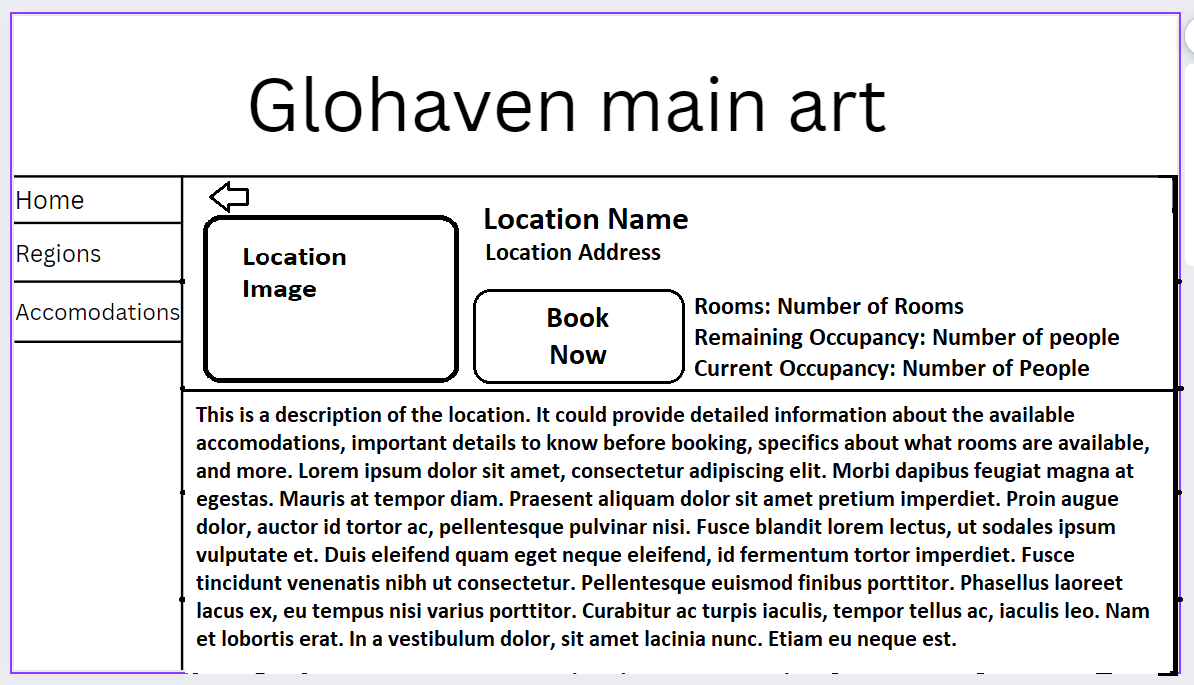 Glohaven main art
Home
Regions
Accomodations
Location
Image
Location Name
Location Address
Book
Now
Rooms: Number of Rooms
Remaining Occupancy: Number of people
Current Occupancy: Number of People
This is a description of the location. It could provide detailed information about the available
accomodations, important details to know before booking, specifics about what rooms are available,
and more. Lorem ipsum dolor sit amet, consectetur adipiscing elit. Morbi dapibus feugiat magna at
egestas. Mauris at tempor diam. Praesent aliquam dolor sit amet pretium imperdiet. Proin augue
dolor, auctor id tortor ac, pellentesque pulvinar nisi. Fusce blandit lorem lectus, ut sodales ipsum
vulputate et. Duis eleifend quam eget neque eleifend, id fermentum tortor imperdiet. Fusce
tincidunt venenatis nibh ut consectetur. Pellentesque euismod finibus porttitor. Phasellus laoreet
lacus ex, eu tempus nisi varius porttitor. Curabitur ac turpis iaculis, tempor tellus ac, iaculis leo. Nam
et lobortis erat. In a vestibulum dolor, sit amet lacinia nunc. Etiam eu neque est.